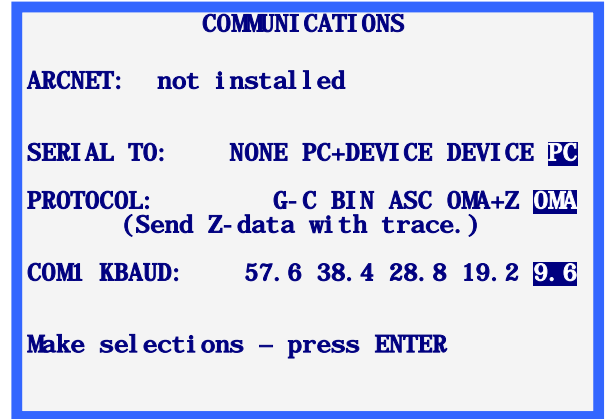 COMMUNICATIONS
ARCNET: not installed
SERIAL TO: NONE PC+DEVICE DEVICE PC
PROTOCOL: G-C BIN ASC OMA+Z OMA
(Send Z-data with trace.)
COM1 KBAUD: 57.6 38.4 28.8 19.2 9.6
Make selections – press ENTER